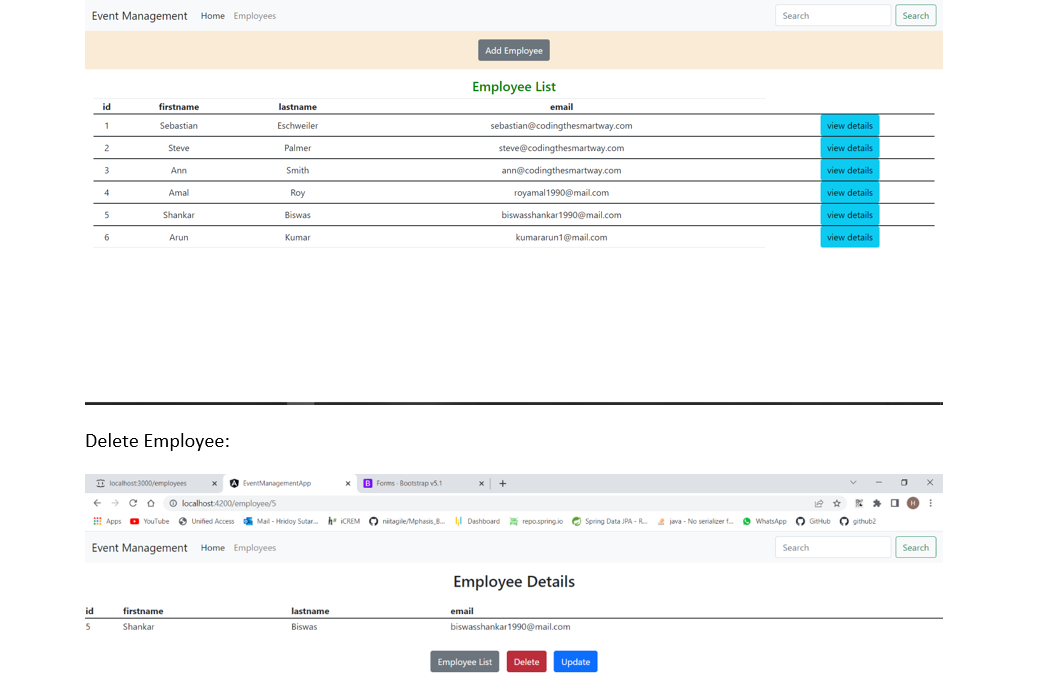 Event Management Home Employees Search Search
Add Employee
Employee List
id firstname lastname email
1 Sebastian Eschweiler sebastian@codingthesmartway.com view details
2 Steve Palmer steve@codingthesmartway.com view details
3 Ann Smith ann@codingthesmartway.com view details
4 Amal Roy royamal1990@mail.com view details
5 Shankar Biswas biswasshankar1990@mail.com view details
6 Arun Kumar kumararun1@mail.com view details
Delete Employee:
localhost:3000/employees EventManagementApp Forms · Bootstrap v5.1
localhost:4200/employee/5 H
Apps YouTube Unified Access Mail - Hridoy Sutar... iCREM niitagile/Mphasis_B... Dashboard repo.spring.io Spring Data JPA - R... java - No serializer f... WhatsApp GitHub github2
Event Management Home Employees Search Search
Employee Details
id firstname lastname email
5 Shankar Biswas biswasshankar1990@mail.com
Employee List Delete Update